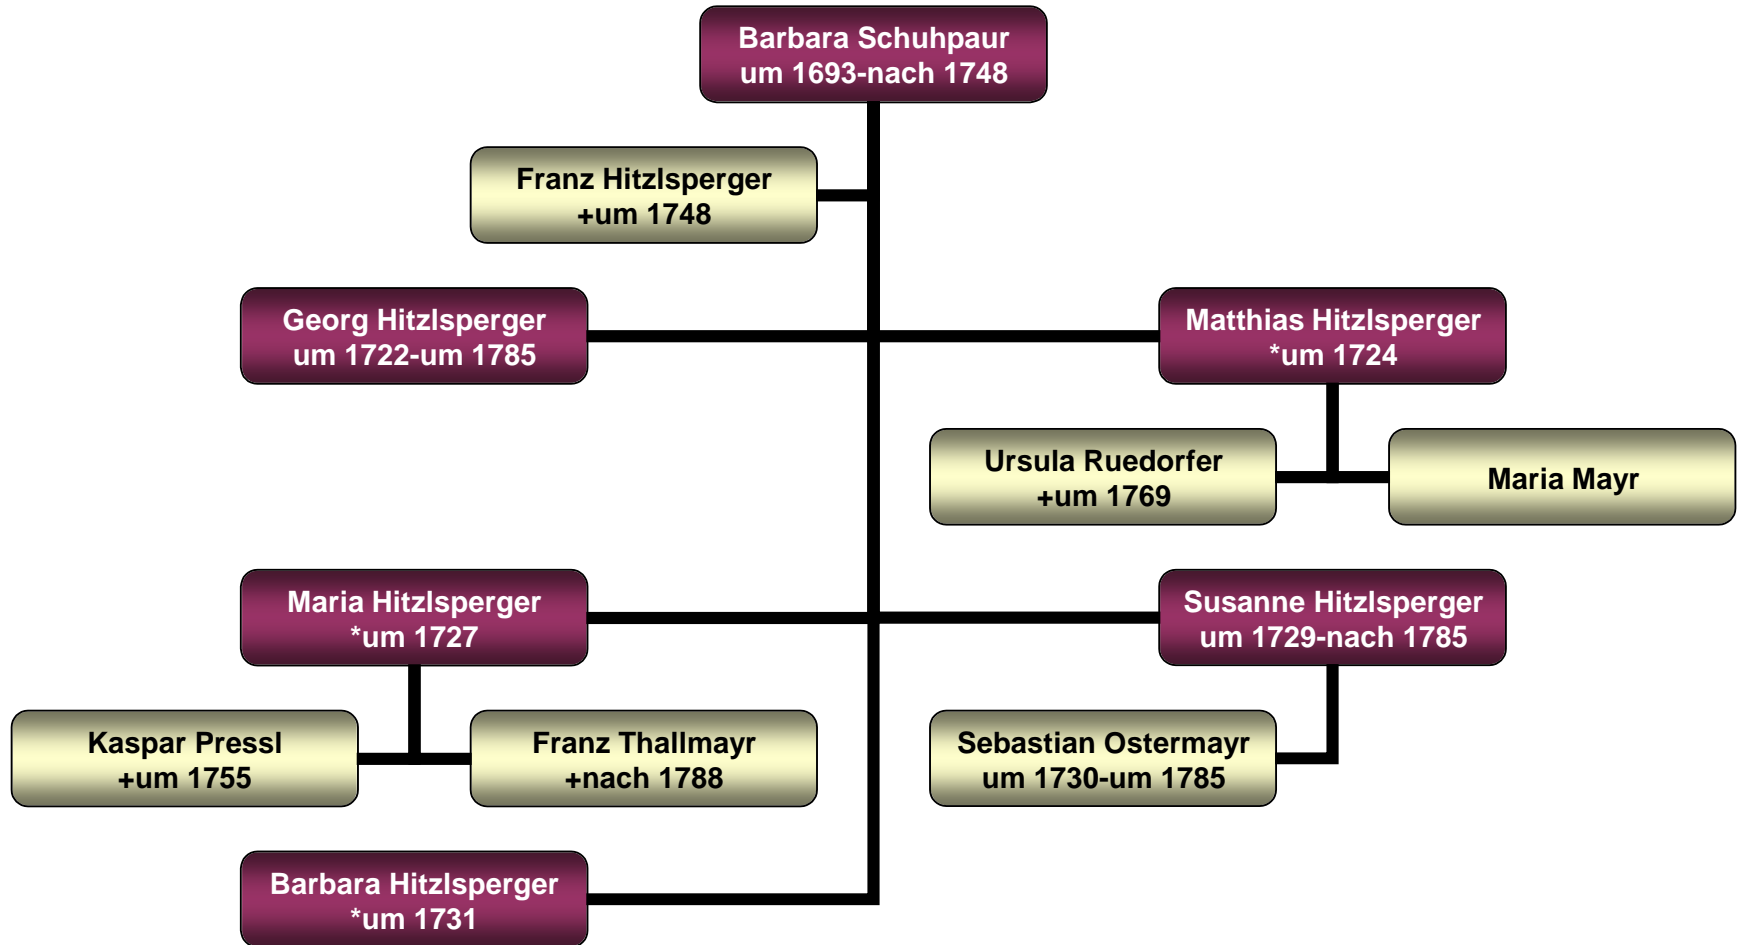 Barbara Schuhpaur
um 1693-nach 1748
Franz Hitzlsperger
+um 1748
Georg Hitzlsperger
um 1722-um 1785
Matthias Hitzlsperger
*um 1724
Ursula Ruedorfer
+um 1769
Maria Mayr
Maria Hitzlsperger
*um 1727
Susanne Hitzlsperger
um 1729-nach 1785
Kaspar Pressl
+um 1755
Franz Thallmayr
+nach 1788
Sebastian Ostermayr
um 1730-um 1785
Barbara Hitzlsperger
*um 1731